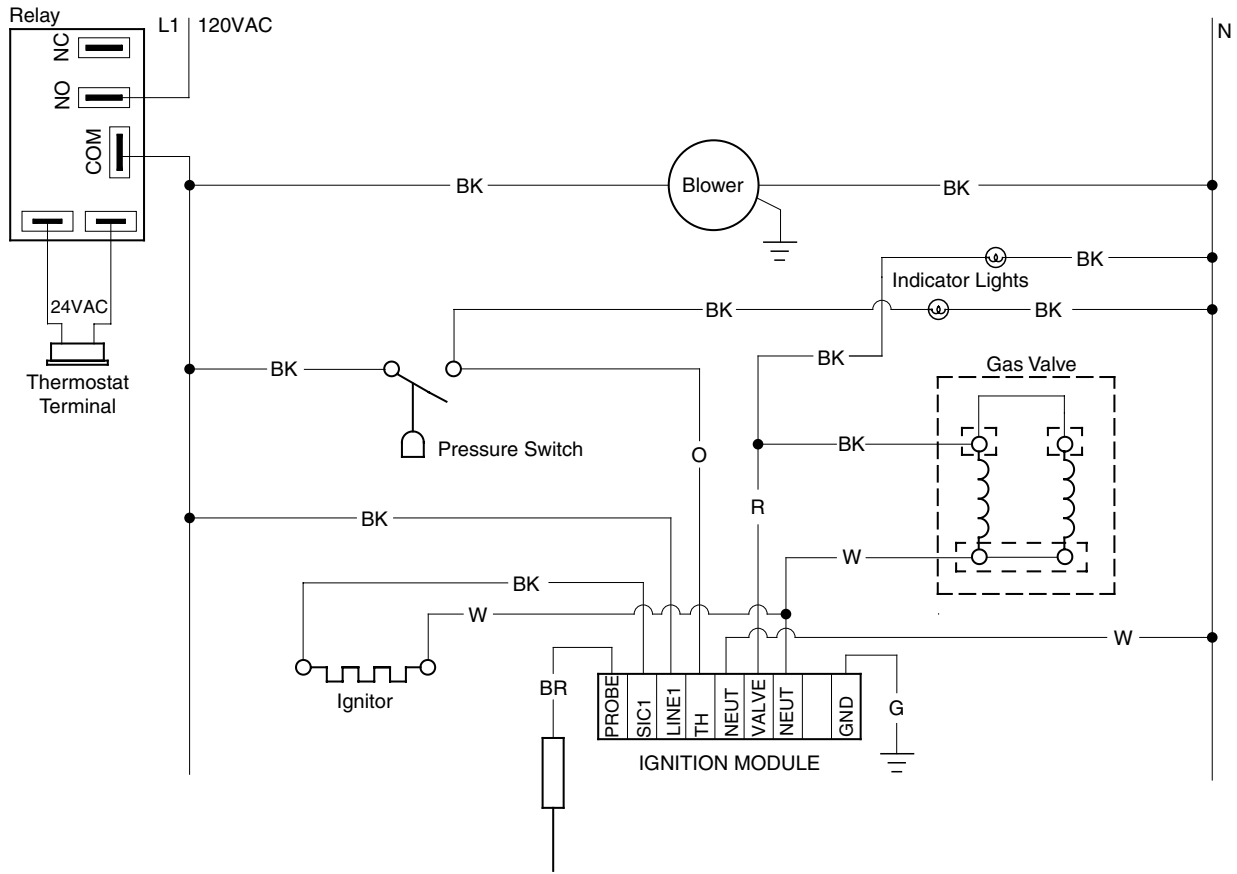 Relay
L1 120VAC
N
NC
NO
COM
BK
Blower
BK
BK
Indicator Lights
BK
BK
24VAC
Thermostat
Terminal
BK
BK
Gas Valve
Pressure Switch
O
BK
R
BK
W
BK
W
W
Ignitor
BR
PROBE
SIC1
LINE1
TH
NEUT
VALVE
NEUT
GND
G
IGNITION MODULE